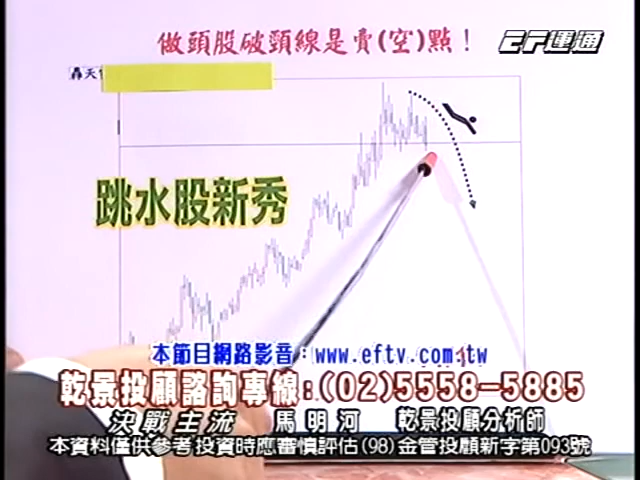 做頭股破頸線是賣(空)點！
EF運通
轟天
跳水股新秀
本節目網路影音：www.eftv.com.tw
乾景投顧諮詢專線：(02)5558-5885
決戰主流 馬明河 乾景投顧分析師
本資料僅供參考 投資時應審慎評估 (98)金管投顧新字第093號